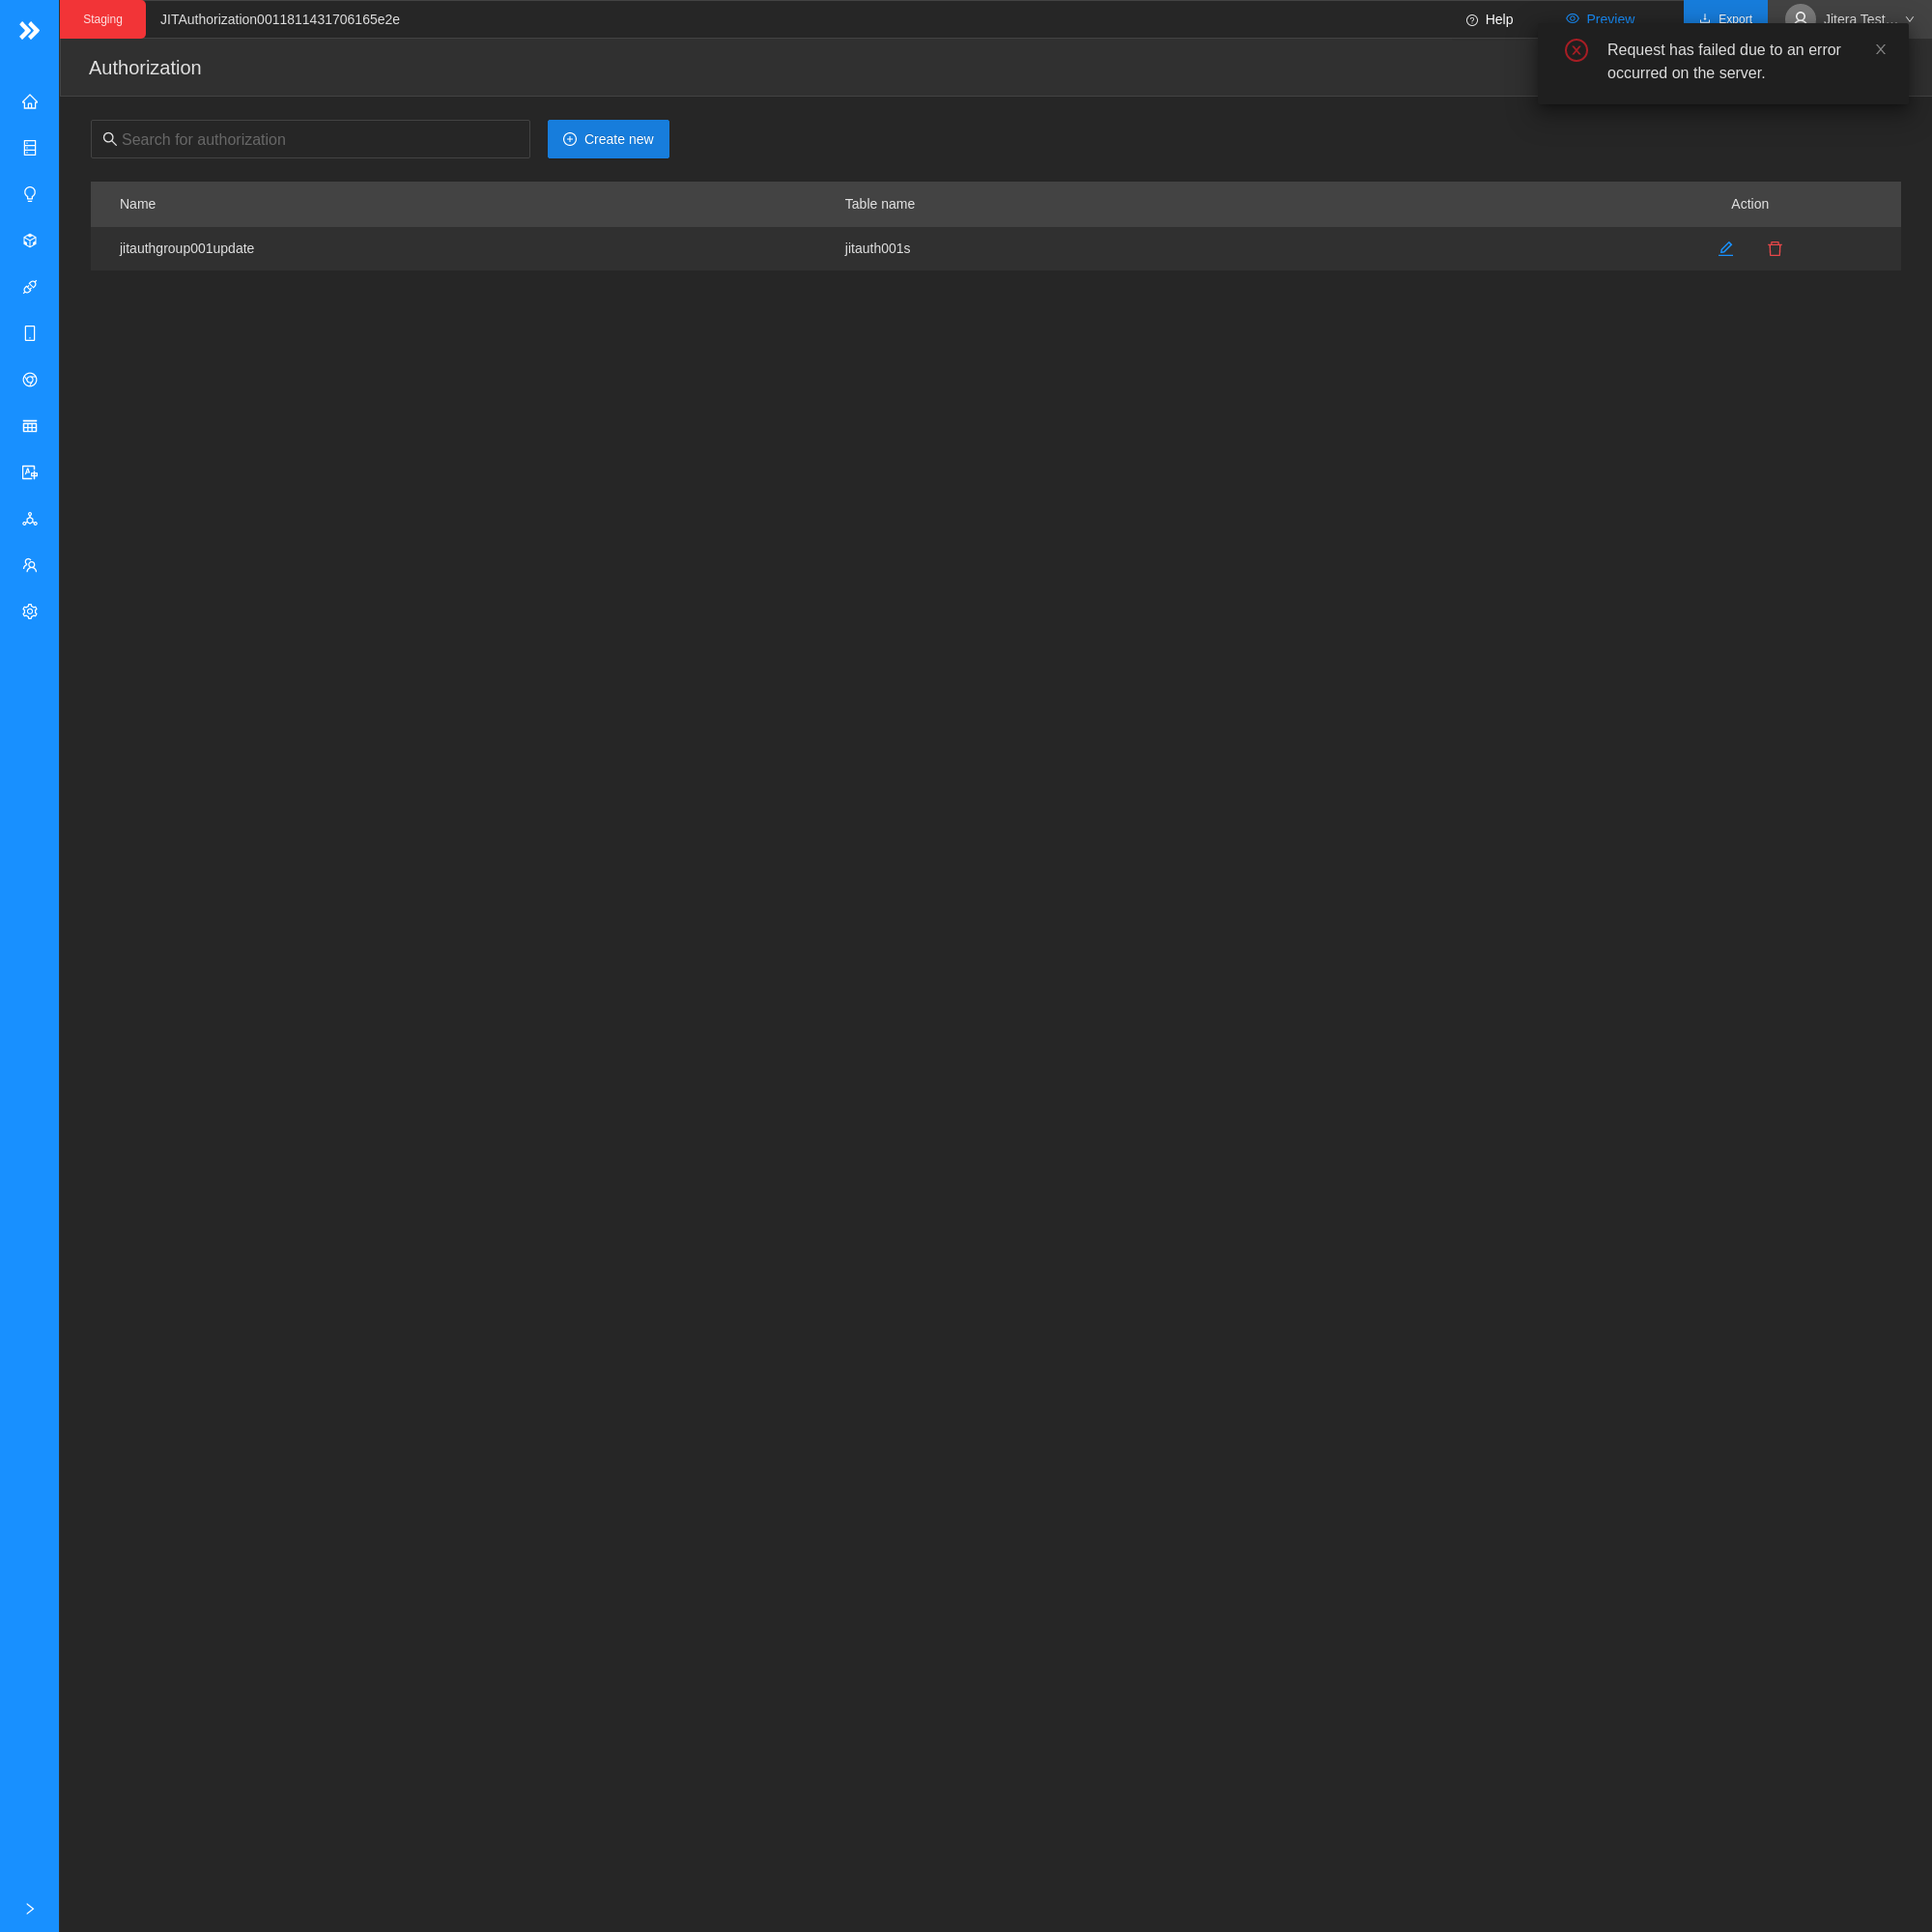 Staging
JITAuthorization0011811431706165e2e
Help
Preview
Export
Jitera Test...
Request has failed due to an error
occurred on the server.
Authorization
Search for authorization
Create new
Name
Table name
Action
jitauthgroup001update
jitauth001s